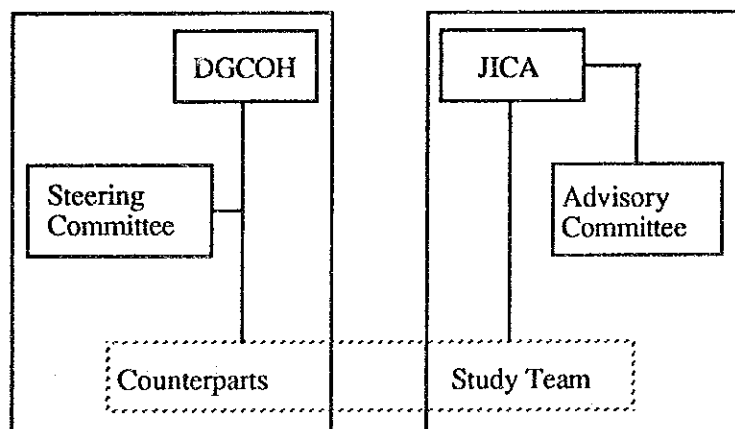 DGCOH
JICA
Steering
Committee
Advisory
Committee
Counterparts
Study Team